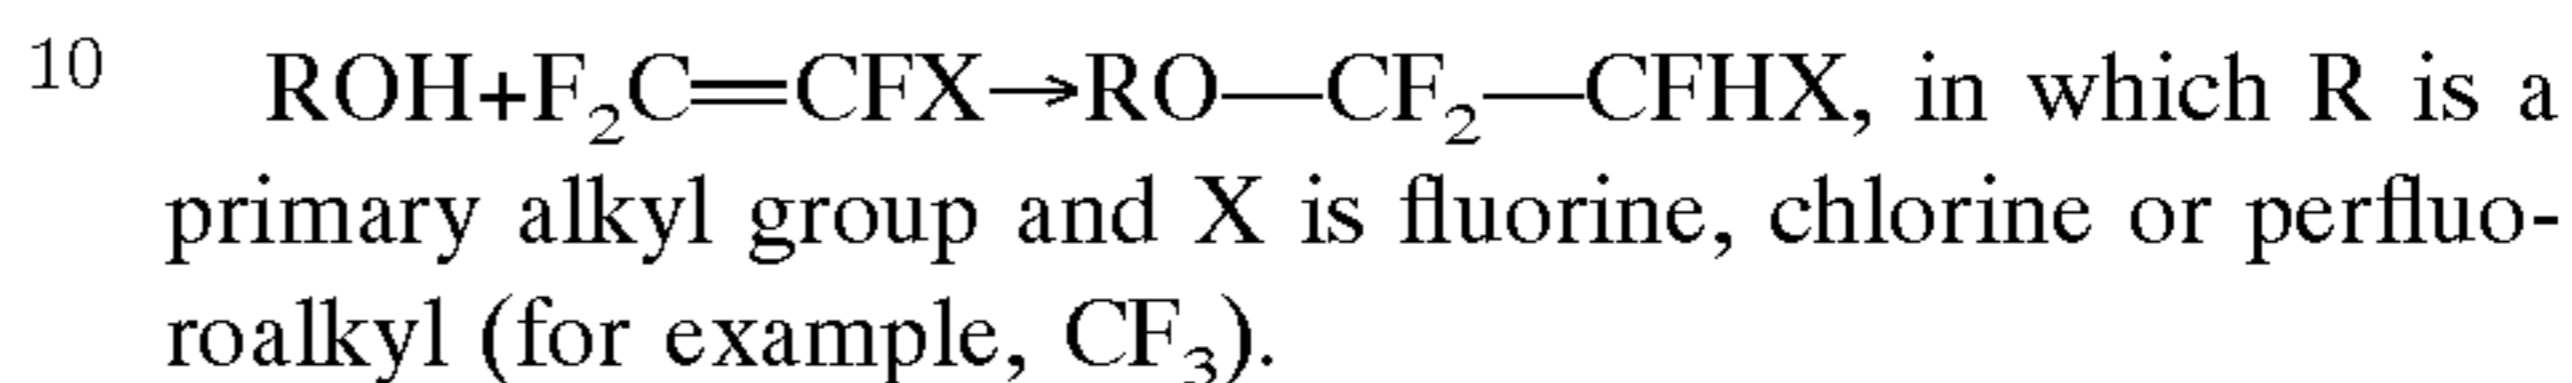 10 ROH+F₂C═CFX→RO—CF₂—CFHX, in which R is a
primary alkyl group and X is fluorine, chlorine or perfluo-
roalkyl (for example, CF₃).